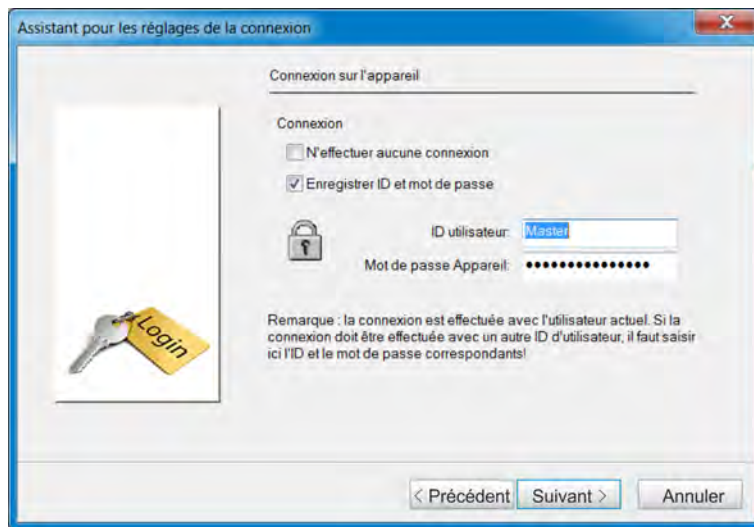 Assistant pour les réglages de la connexion
Connexion sur l'appareil
Connexion
N'effectuer aucune connexion
Enregistrer ID et mot de passe
ID utilisateur:
Master
Mot de passe Appareil:
•••••••••••••••
Remarque : la connexion est effectuée avec l'utilisateur actuel. Si la
connexion doit être effectuée avec un autre ID d'utilisateur, il faut saisir
ici l'ID et le mot de passe correspondants!
Login
< Précédent
Suivant >
Annuler